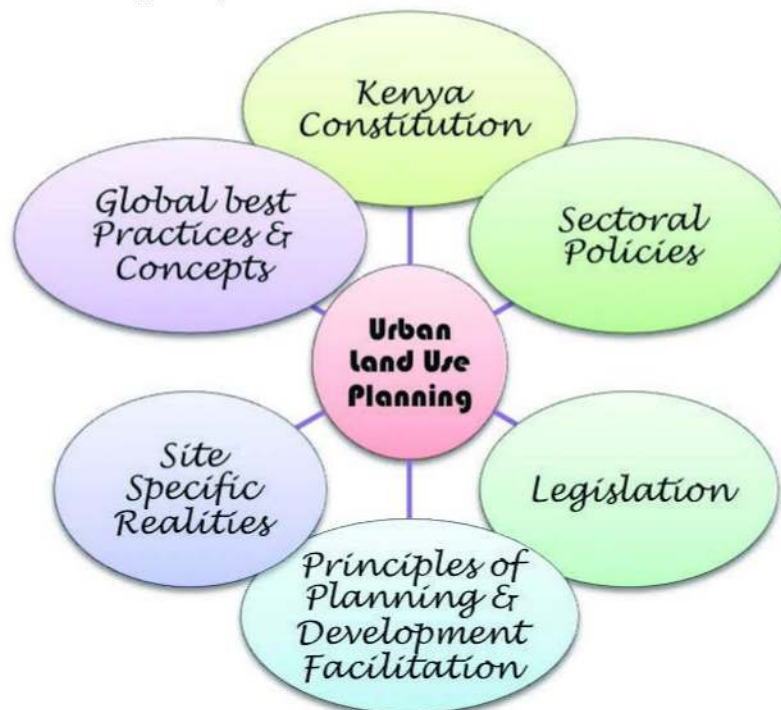 Kenya
Constitution
Global best
Practices &
Concepts
Sectoral
Policies
Urban
Land Use
Planning
Site
Specific
Realities
Legislation
Principles of
Planning &
Development
Facilitation